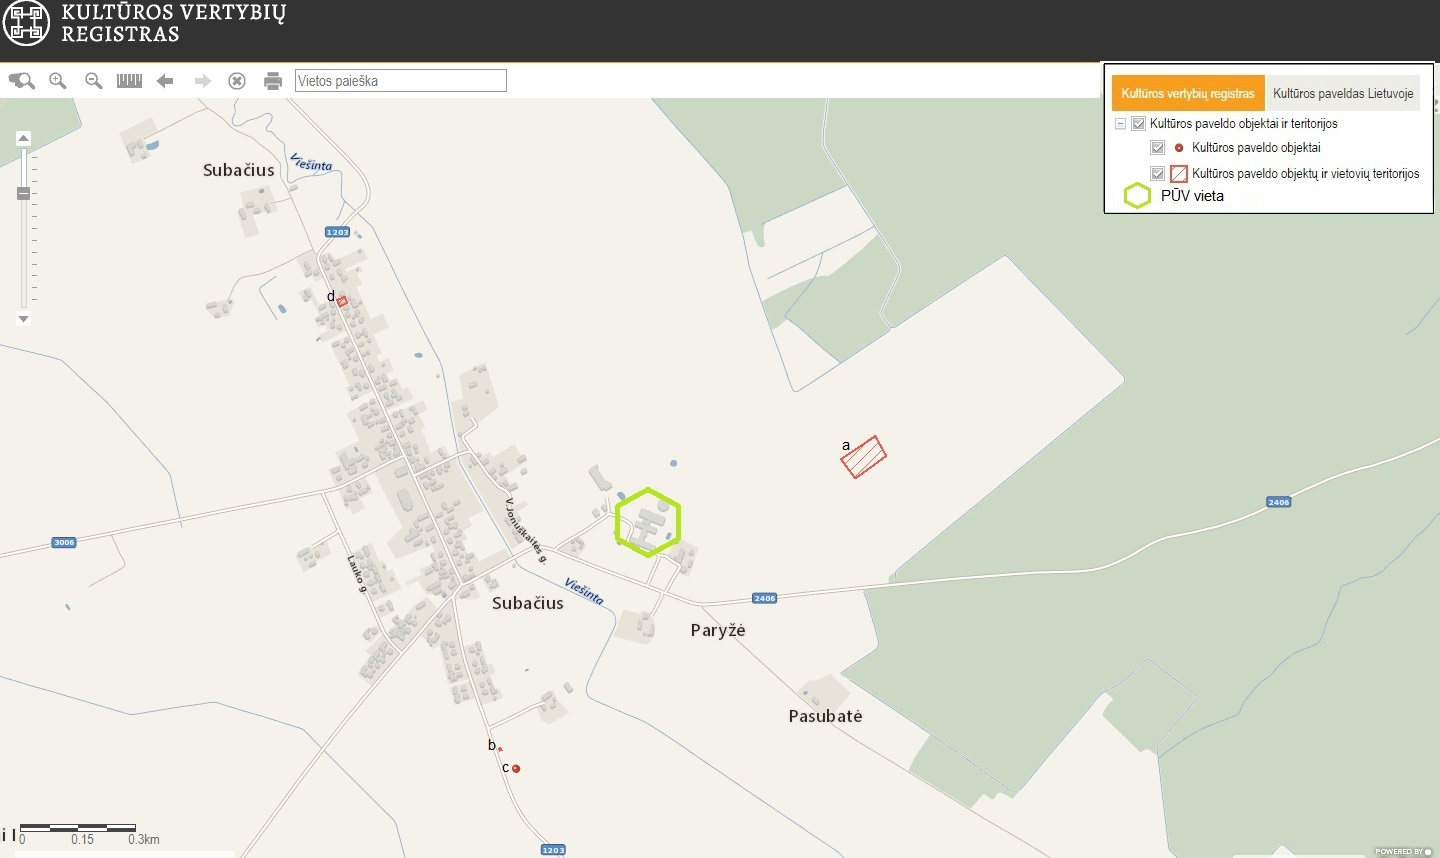 KULTŪROS VERTYBIŲ
REGISTRAS
Vietos paieška
Kultūros vertybių registras
Kultūros paveldas Lietuvoje
Kultūros paveldo objektai ir teritorijos
Kultūros paveldo objektai
Kultūros paveldo objektų ir vietovių teritorijos
PŪV vieta
Subačius
Viešinta
1203
d
a
V. Jonuškaitės g.
2406
3006
Lauko g.
Viešinta
Subačius
2406
Paryžė
Pasubatė
b
c
i l
0 0.15 0.3km
1203
POWERED BY